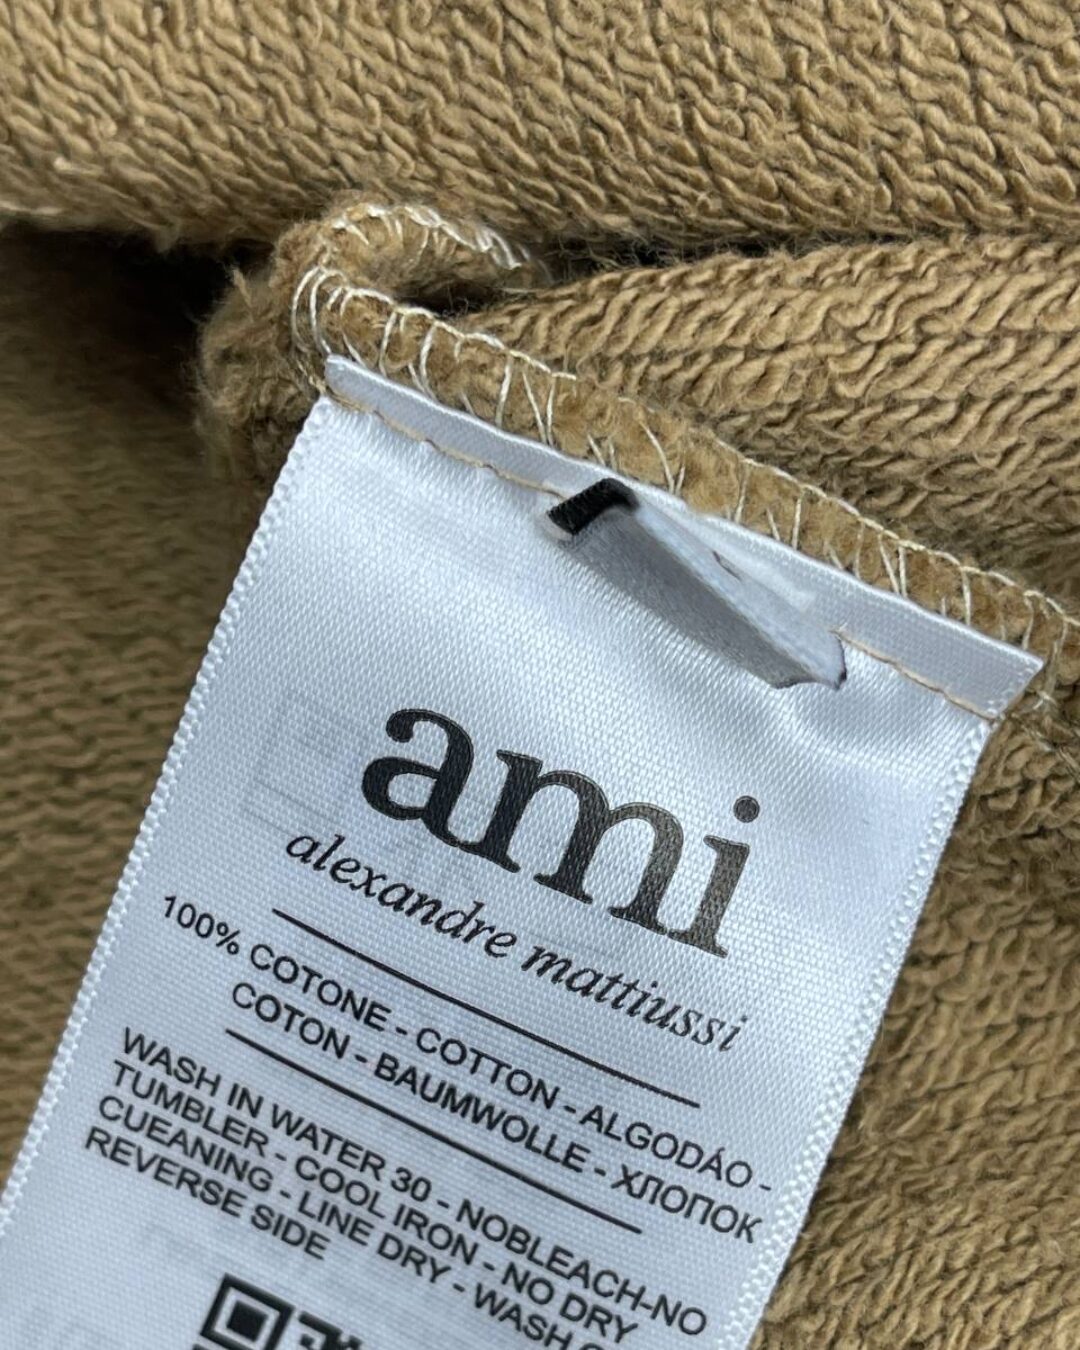 ami
alexandre mattiussi
100% COTONE - COTTON - ALGODÁO -
COTON - BAUMWOLLE - ХЛОПОК
WASH IN WATER 30 - NOBLEACH-NO
TUMBLER - COOL IRON - NO DRY
CUEANING - LINE DRY - WASH
REVERSE SIDE